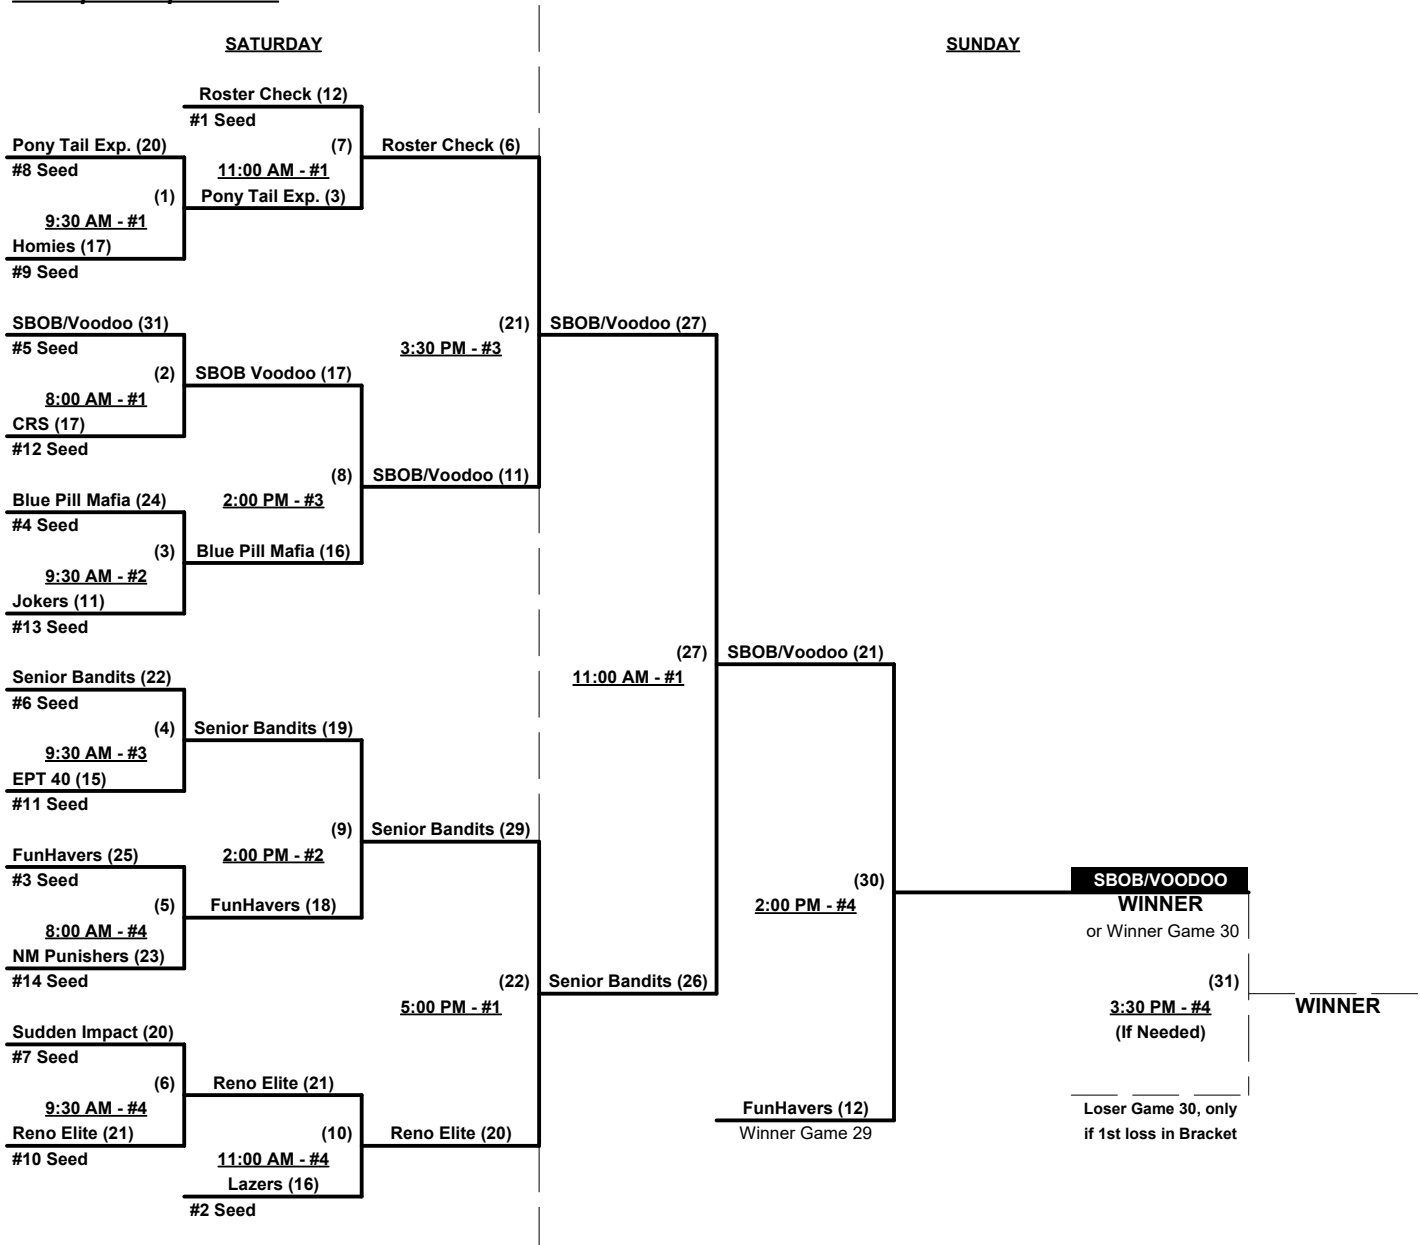 SATURDAY
SUNDAY
Roster Check (12)
#1 Seed
Pony Tail Exp. (20)
(7)
Roster Check (6)
#8 Seed
11:00 AM - #1
(1)
Pony Tail Exp. (3)
9:30 AM - #1
Homies (17)
#9 Seed
SBOB/Voodoo (31)
(21)
SBOB/Voodoo (27)
#5 Seed
3:30 PM - #3
(2)
SBOB Voodoo (17)
8:00 AM - #1
CRS (17)
#12 Seed
(8)
SBOB/Voodoo (11)
Blue Pill Mafia (24)
2:00 PM - #3
#4 Seed
(3)
Blue Pill Mafia (16)
9:30 AM - #2
Jokers (11)
#13 Seed
(27)
SBOB/Voodoo (21)
Senior Bandits (22)
11:00 AM - #1
#6 Seed
(4)
Senior Bandits (19)
9:30 AM - #3
EPT 40 (15)
#11 Seed
(9)
Senior Bandits (29)
FunHavers (25)
2:00 PM - #2
#3 Seed
(30)
SBOB/VOODOO
(5)
FunHavers (18)
2:00 PM - #4
WINNER
8:00 AM - #4
or Winner Game 30
NM Punishers (23)
#14 Seed
(22)
Senior Bandits (26)
(31)
5:00 PM - #1
3:30 PM - #4
WINNER
Sudden Impact (20)
(If Needed)
#7 Seed
(6)
Reno Elite (21)
9:30 AM - #4
FunHavers (12)
Loser Game 30, only
Reno Elite (21)
(10)
Reno Elite (20)
Winner Game 29
if 1st loss in Bracket
#10 Seed
11:00 AM - #4
Lazers (16)
#2 Seed